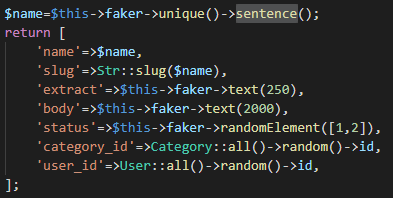 $name=$this->faker->unique()->sentence();
return [
    'name'=>$name,
    'slug'=>Str::slug($name),
    'extract'=>$this->faker->text(250),
    'body'=>$this->faker->text(2000),
    'status'=>$this->faker->randomElement([1,2]),
    'category_id'=>Category::all()->random()->id,
    'user_id'=>User::all()->random()->id,
];